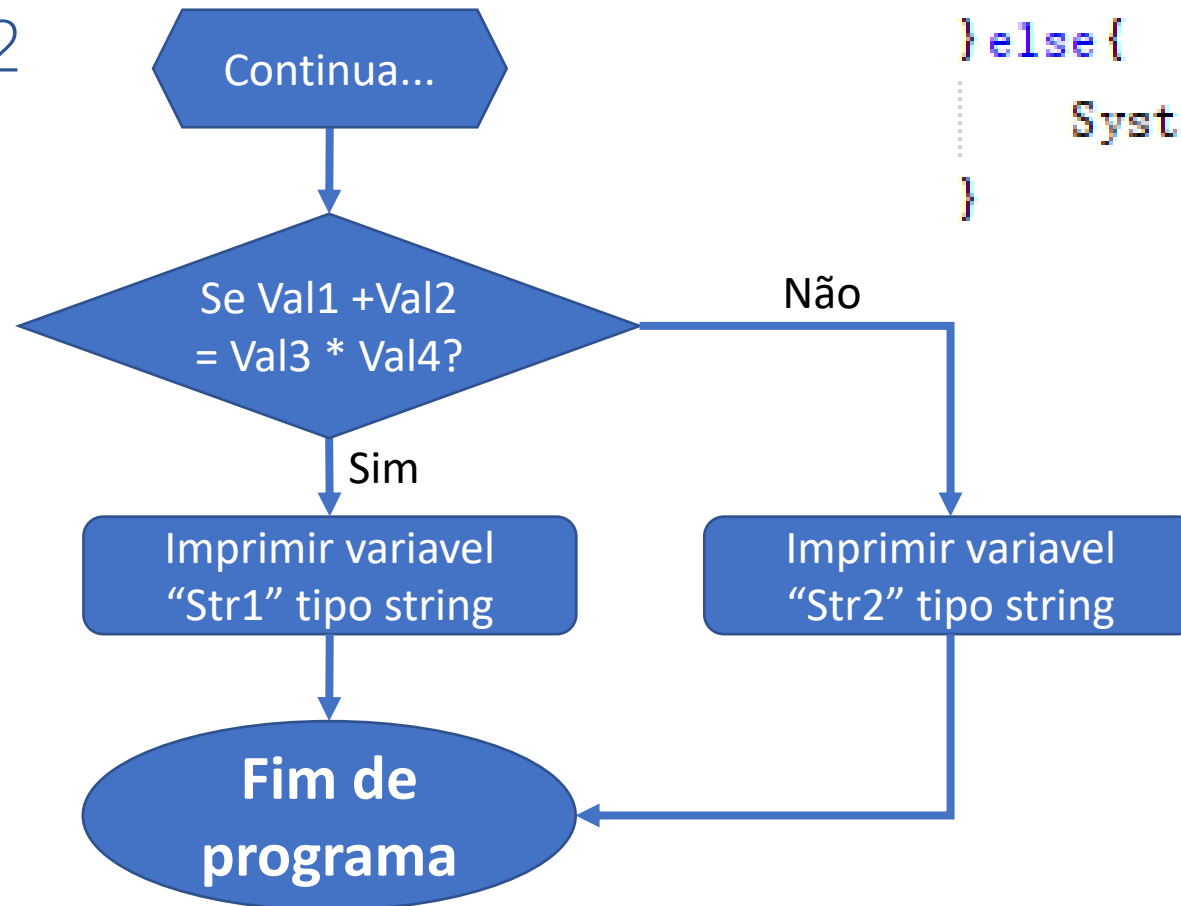 2
Continua...
}else{
Syst
}
Se Val1 +Val2
= Val3 * Val4?
Não
Sim
Imprimir variavel
“Str1” tipo string
Imprimir variavel
“Str2” tipo string
Fim de
programa